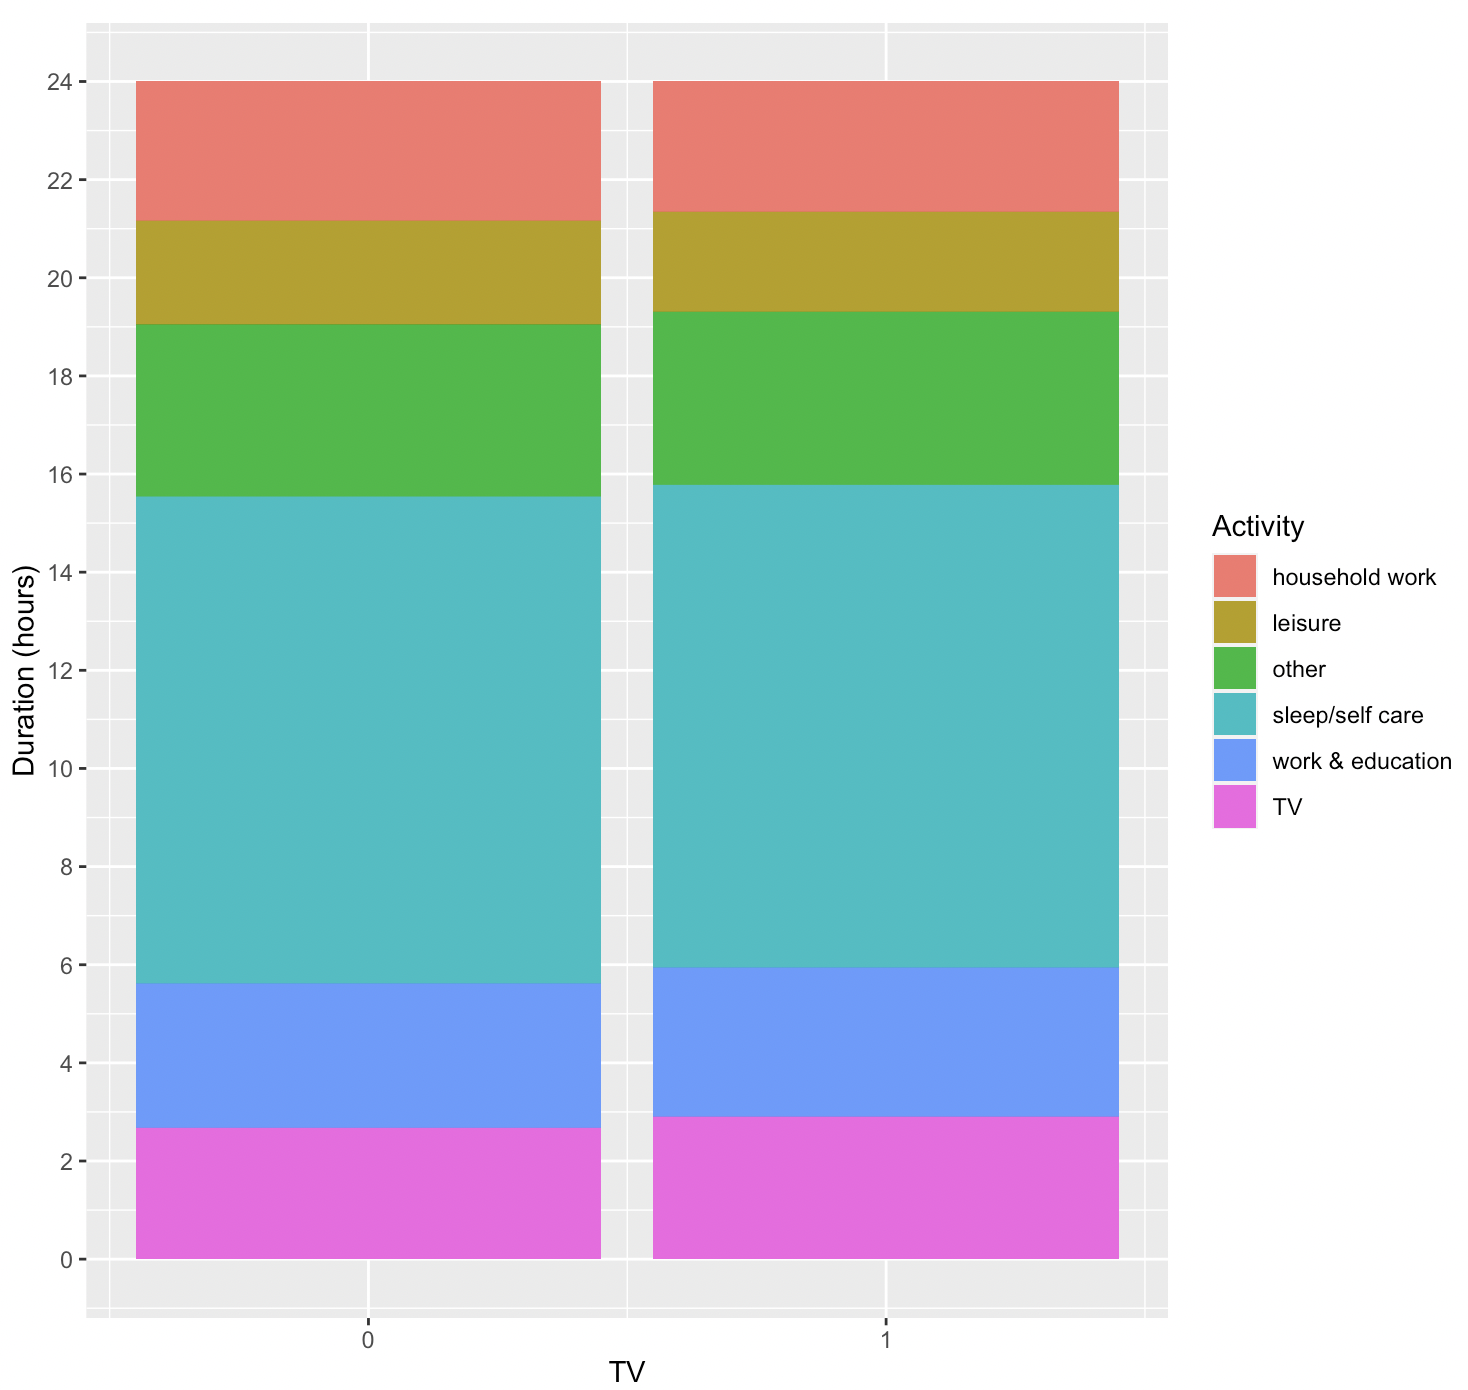 24
22
20
18
16
14
12
10
8
6
4
2
0
Duration (hours)
0 1
TV
Activity
household work
leisure
other
sleep/self care
work & education
TV